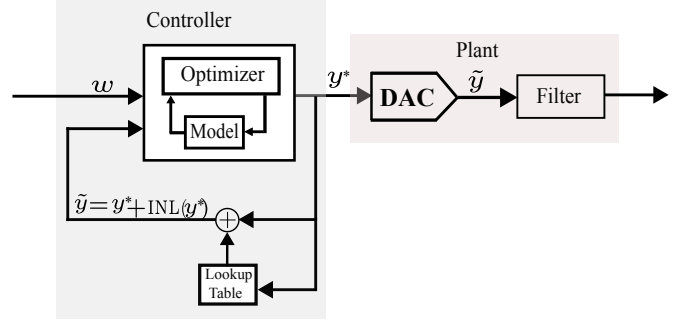 Controller
Plant
Optimizer
Model
w
y*
DAC
ỹ
Filter
ỹ = y* + INL(y*)
+
Lookup
Table